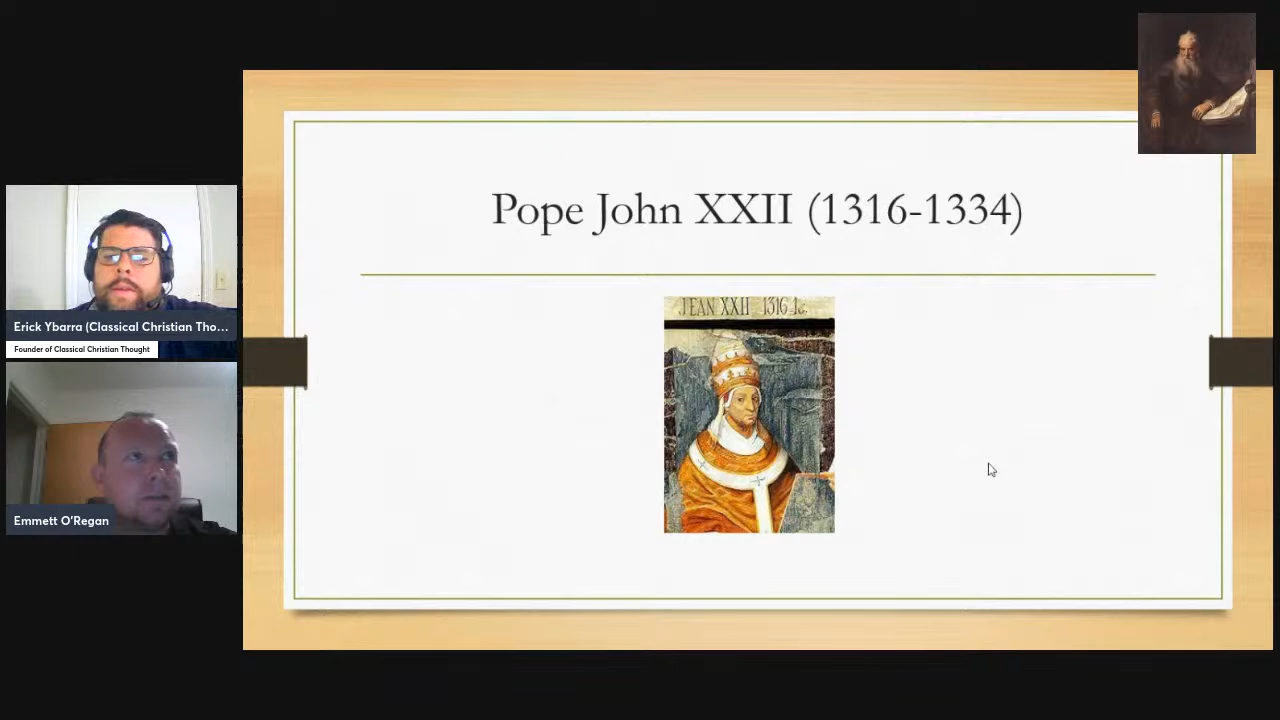 Pope John XXII (1316-1334)
JEAN XXII 1316
Erick Ybarra (Classical Christian Tho...
Founder of Classical Christian Thought
Emmett O'Regan